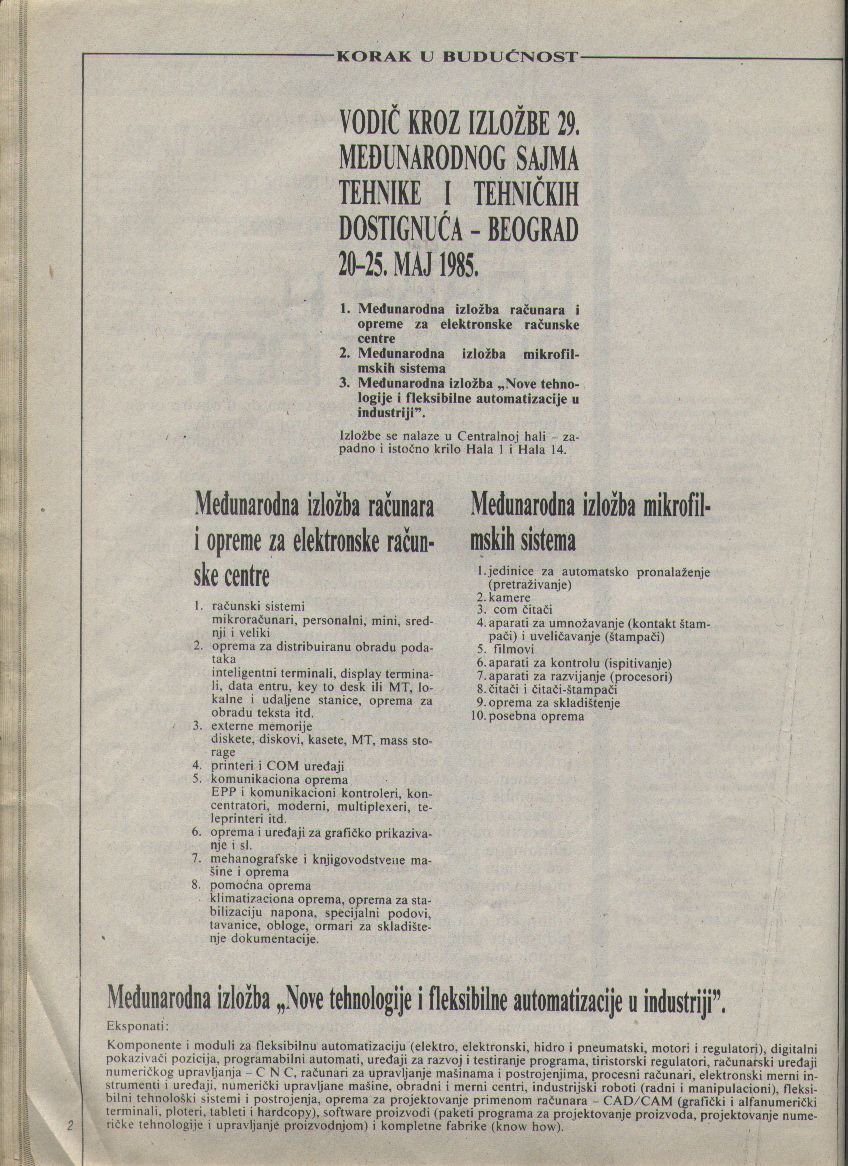 KORAK U BUDUĆNOST
VODIČ KROZ IZLOŽBE 29.
MEĐUNARODNOG SAJMA
TEHNIKE I TEHNIČKIH
DOSTIGNUĆA – BEOGRAD
20–25. MAJ 1985.
1. Međunarodna izložba računara i
opreme za elektronske računske
centre
2. Međunarodna izložba mikrofil-
mskih sistema
3. Međunarodna izložba „Nove tehno-
logije i fleksibilne automatizacije u
industriji”.
Izložbe se nalaze u Centralnoj hali – za-
padno i istočno krilo Hala 1 i Hala 14.
Međunarodna izložba računara
i opreme za elektronske račun-
ske centre
1. računski sistemi
mikroračunari, personalni, mini, sred-
nji i veliki
2. oprema za distribuiranu obradu poda-
taka
inteligentni terminali, display termina-
li, data entru, key to desk ili MT, lo-
kalne i udaljene stanice, oprema za
obradu teksta itd.
3. externe memorije
diskete, diskovi, kasete, MT, mass sto-
rage
4. printeri i COM uređaji
5. komunikaciona oprema
EPP i komunikacioni kontroleri, kon-
centratori, moderni, multiplexeri, te-
leprinteri itd.
6. oprema i uređaji za grafičko prikaziva-
nje i sl.
7. mehanografske i knjigovodstvene ma-
šine i oprema
8. pomoćna oprema
klimatizaciona oprema, oprema za sta-
bilizaciju napona, specijalni podovi,
tavanice, obloge, ormari za skladište-
nje dokumentacije.
Međunarodna izložba mikrofil-
mskih sistema
1. jedinice za automatsko pronalaženje
(pretraživanje)
2. kamere
3. com čitači
4. aparati za umnožavanje (kontakt štam-
pači) i uveličavanje (štampači)
5. filmovi
6. aparati za kontrolu (ispitivanje)
7. aparati za razvijanje (procesori)
8. čitači i čitači-štampači
9. oprema za skladištenje
10. posebna oprema
Međunarodna izložba „Nove tehnologije i fleksibilne automatizacije u industriji”.
Eksponati:
Komponente i moduli za fleksibilnu automatizaciju (elektro, elektronski, hidro i pneumatski, motori i regulatori), digitalni
pokazivači pozicija, programabilni automati, uređaji za razvoj i testiranje programa, tiristorski regulatori, računarski uređaji
numeričkog upravljanja – C N C, računari za upravljanje mašinama i postrojenjima, procesni računari, elektronski merni in-
strumenti i uređaji, numerički upravljane mašine, obradni i merni centri, industrijski roboti (radni i manipulacioni), fleksi-
bilni tehnološki sistemi i postrojenja, oprema za projektovanje primenom računara – CAD/CAM (grafički i alfanumerički
terminali, ploteri, tableti i hardcopy), software proizvodi (paketi programa za projektovanje proizvoda, projektovanje nume-
ričke tehnologije i upravljanje proizvodnjom) i kompletne fabrike (know how).
2